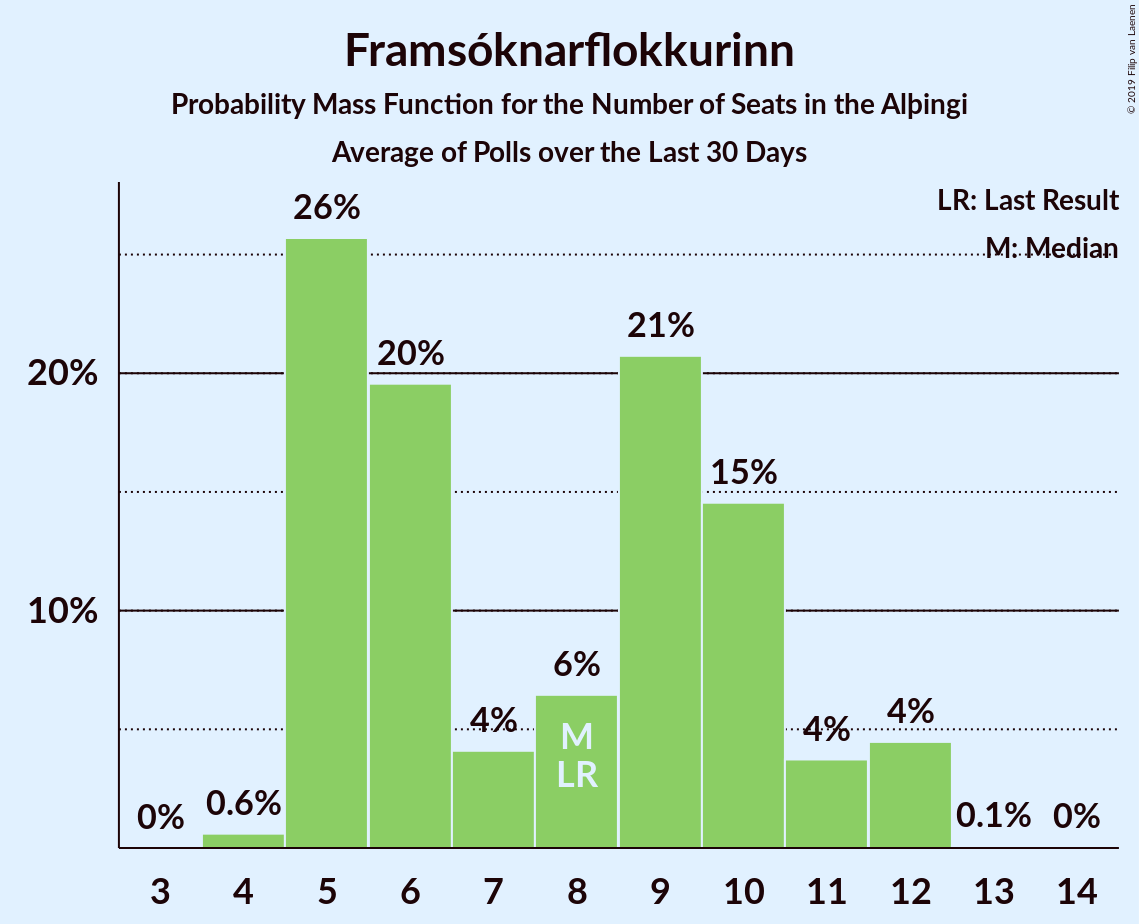 Framsóknarflokkurinn
Probability Mass Function for the Number of Seats in the Alþingi
Average of Polls over the Last 30 Days
© 2019 Filip van Laenen
LR: Last Result
M: Median
26%
21%
20%
20%
15%
10%
6%
4%
4%
4%
M
LR
0%
0.6%
0.1%
0%
3 4 5 6 7 8 9 10 11 12 13 14